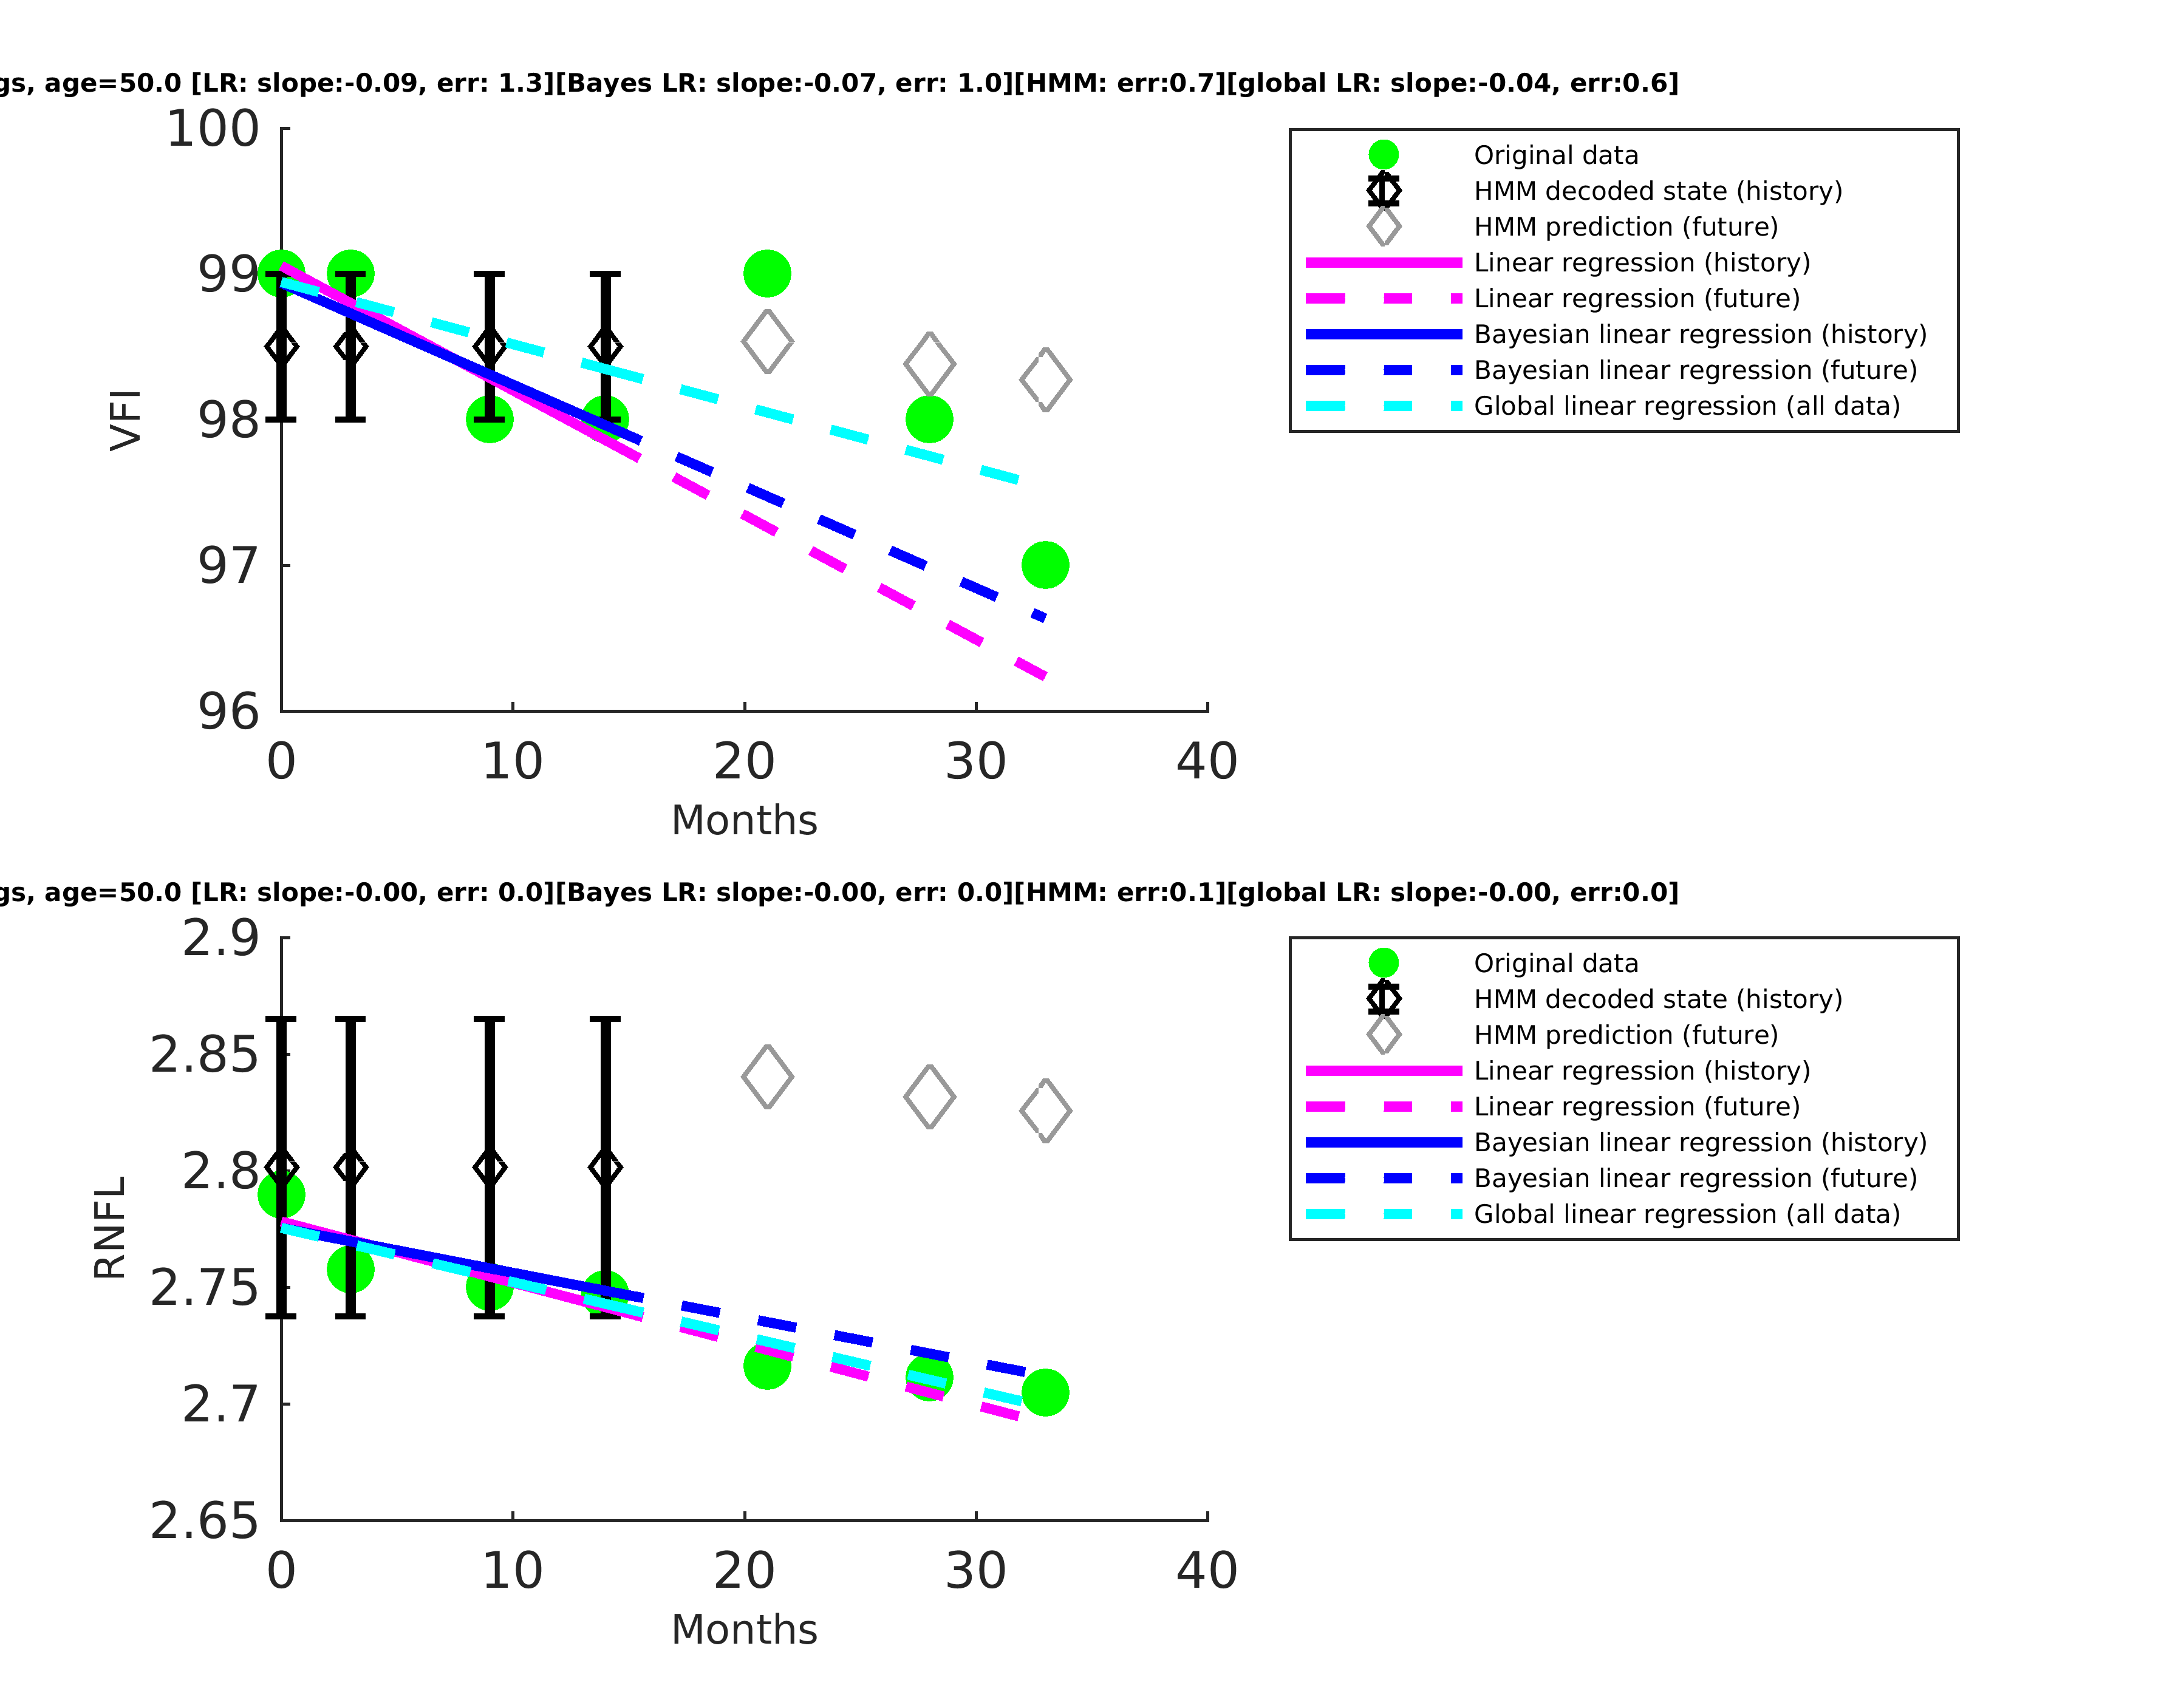 gs, age=50.0 [LR: slope:-0.09, err: 1.3][Bayes LR: slope:-0.07, err: 1.0][HMM: err:0.7][global LR: slope:-0.04, err:0.6]
100
99
98
97
96
VFI
0 10 20 30 40
Months
Original data
HMM decoded state (history)
HMM prediction (future)
Linear regression (history)
Linear regression (future)
Bayesian linear regression (history)
Bayesian linear regression (future)
Global linear regression (all data)
gs, age=50.0 [LR: slope:-0.00, err: 0.0][Bayes LR: slope:-0.00, err: 0.0][HMM: err:0.1][global LR: slope:-0.00, err:0.0]
2.9
2.85
2.8
2.75
2.7
2.65
RNFL
0 10 20 30 40
Months
Original data
HMM decoded state (history)
HMM prediction (future)
Linear regression (history)
Linear regression (future)
Bayesian linear regression (history)
Bayesian linear regression (future)
Global linear regression (all data)